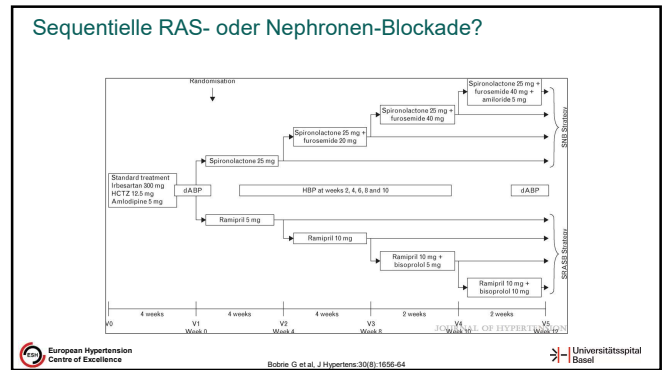 Sequentielle RAS- oder Nephronen-Blockade?
Randomisation
Spironolactone 25 mg +
furosemide 40 mg +
amiloride 5 mg
Spironolactone 25 mg +
furosemide 40 mg
Spironolactone 25 mg +
furosemide 20 mg
Spironolactone 25 mg
SNB Strategy
Standard treatment
Irbesartan 300 mg
HCTZ 12.5 mg
Amlodipine 5 mg
dABP
HBP at weeks 2, 4, 6, 8 and 10
dABP
Ramipril 5 mg
Ramipril 10 mg
Ramipril 10 mg +
bisoprolol 5 mg
Ramipril 10 mg +
bisoprolol 10 mg
SRASB Strategy
4 weeks 4 weeks 4 weeks 2 weeks 2 weeks
V0 V1 V2 V3 V4 V5
Week 0 Week 4 Week 8 Week 10 Week 12
JOURNAL OF HYPERTENSION
ESH
European Hypertension
Centre of Excellence
Bobrie G et al, J Hypertens:30(8):1656-64
Universitätsspital
Basel